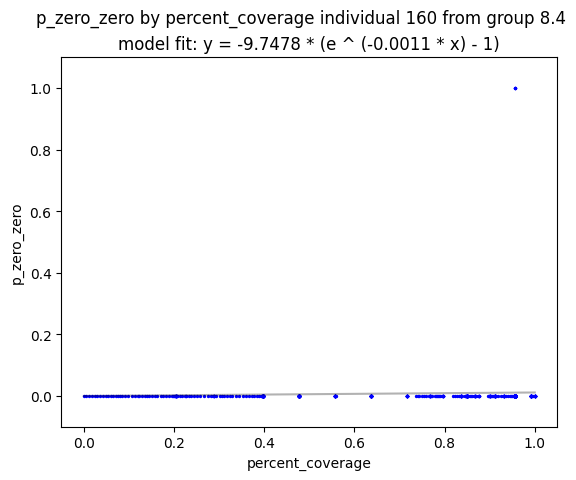 p_zero_zero by percent_coverage individual 160 from group 8.4
model fit: y = -9.7478 * (e ^ (-0.0011 * x) - 1)
1.0
0.8
0.6
0.4
0.2
0.0
p_zero_zero
0.0 0.2 0.4 0.6 0.8 1.0
percent_coverage